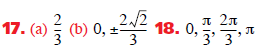 17. (a) 2/3 (b) 0, ±2√2/3 18. 0, π/3, 2π/3, π